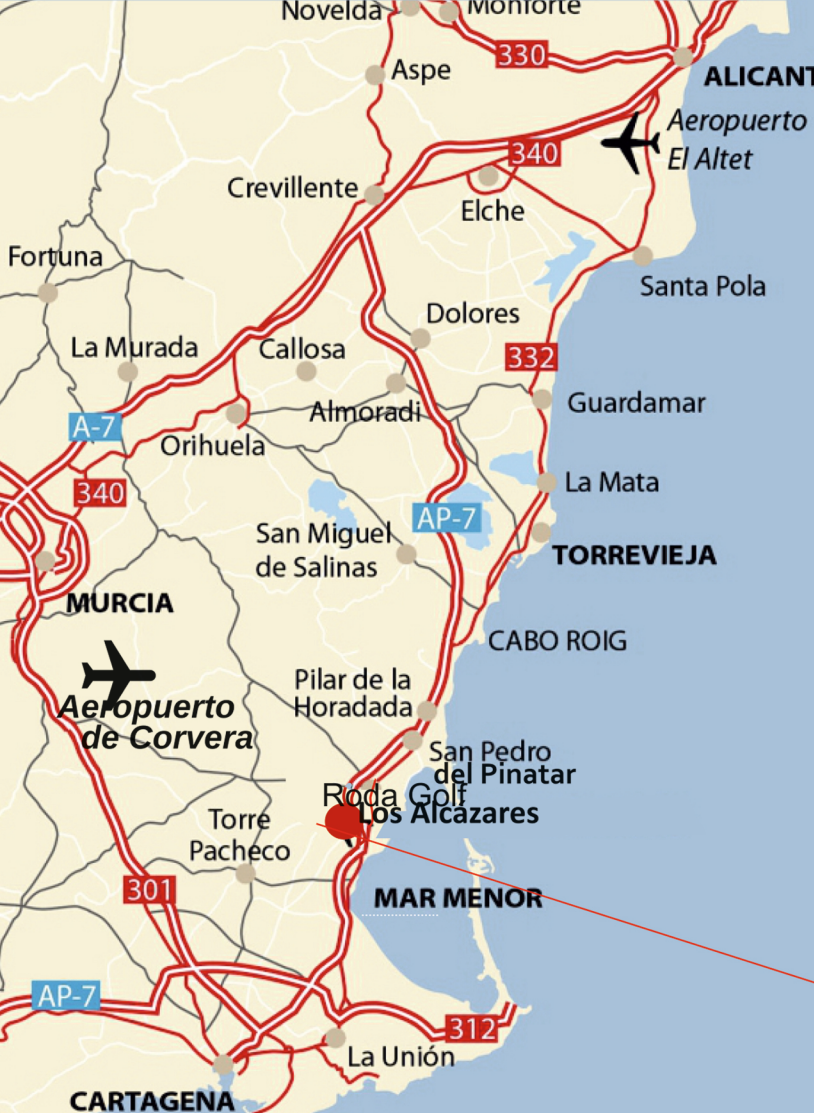 Novelda
Monforte
330
Aspe
ALICANT
Aeropuerto
El Altet
340
Crevillente
Elche
Fortuna
Santa Pola
Dolores
La Murada
Callosa
332
Almoradi
Guardamar
A-7
Orihuela
La Mata
340
AP-7
San Miguel
de Salinas
TORREVIEJA
MURCIA
CABO ROIG
Pilar de la
Horadada
Aeropuerto
de Corvera
San Pedro
del Pinatar
Roda Golf
Los Alcázares
Torre
Pacheco
301
MAR MENOR
AP-7
312
La Unión
CARTAGENA